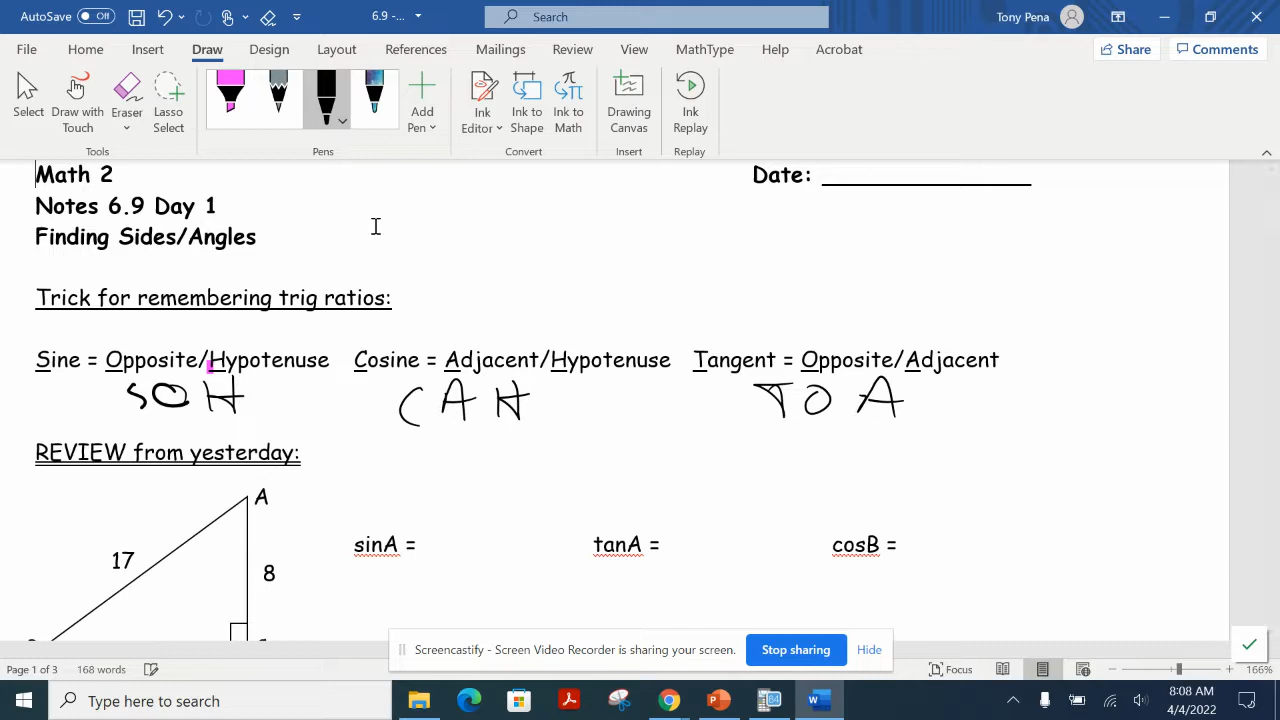 AutoSave Off 6.9 -... Search Tony Pena
File Home Insert Draw Design Layout References Mailings Review View MathType Help Acrobat Share Comments
Select Draw with Touch Eraser Lasso Select Add Pen Ink Editor Ink to Shape Ink to Math Drawing Canvas Ink Replay
Tools Pens Convert Insert Replay
Math 2 Date: _______________
Notes 6.9 Day 1
Finding Sides/Angles
Trick for remembering trig ratios:
Sine = Opposite/Hypotenuse Cosine = Adjacent/Hypotenuse Tangent = Opposite/Adjacent
SOH CAH TOA
REVIEW from yesterday:
A
sinA = tanA = cosB =
17
8
Screencastify - Screen Video Recorder is sharing your screen. Stop sharing Hide
Page 1 of 3 168 words Focus 166%
Type here to search 84 8:08 AM
4/4/2022